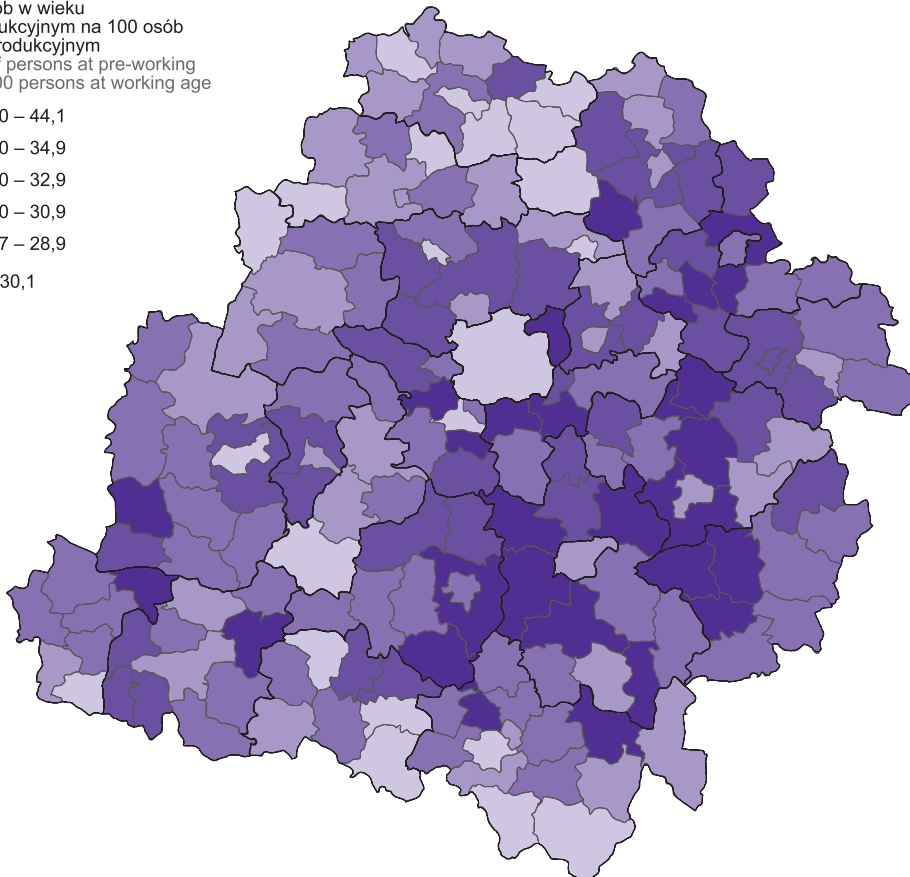 ób w wieku
ukcyjnym na 100 osób
rodukcyjnym
f persons at pre-working
00 persons at working age
0 – 44,1
0 – 34,9
0 – 32,9
0 – 30,9
7 – 28,9
30,1